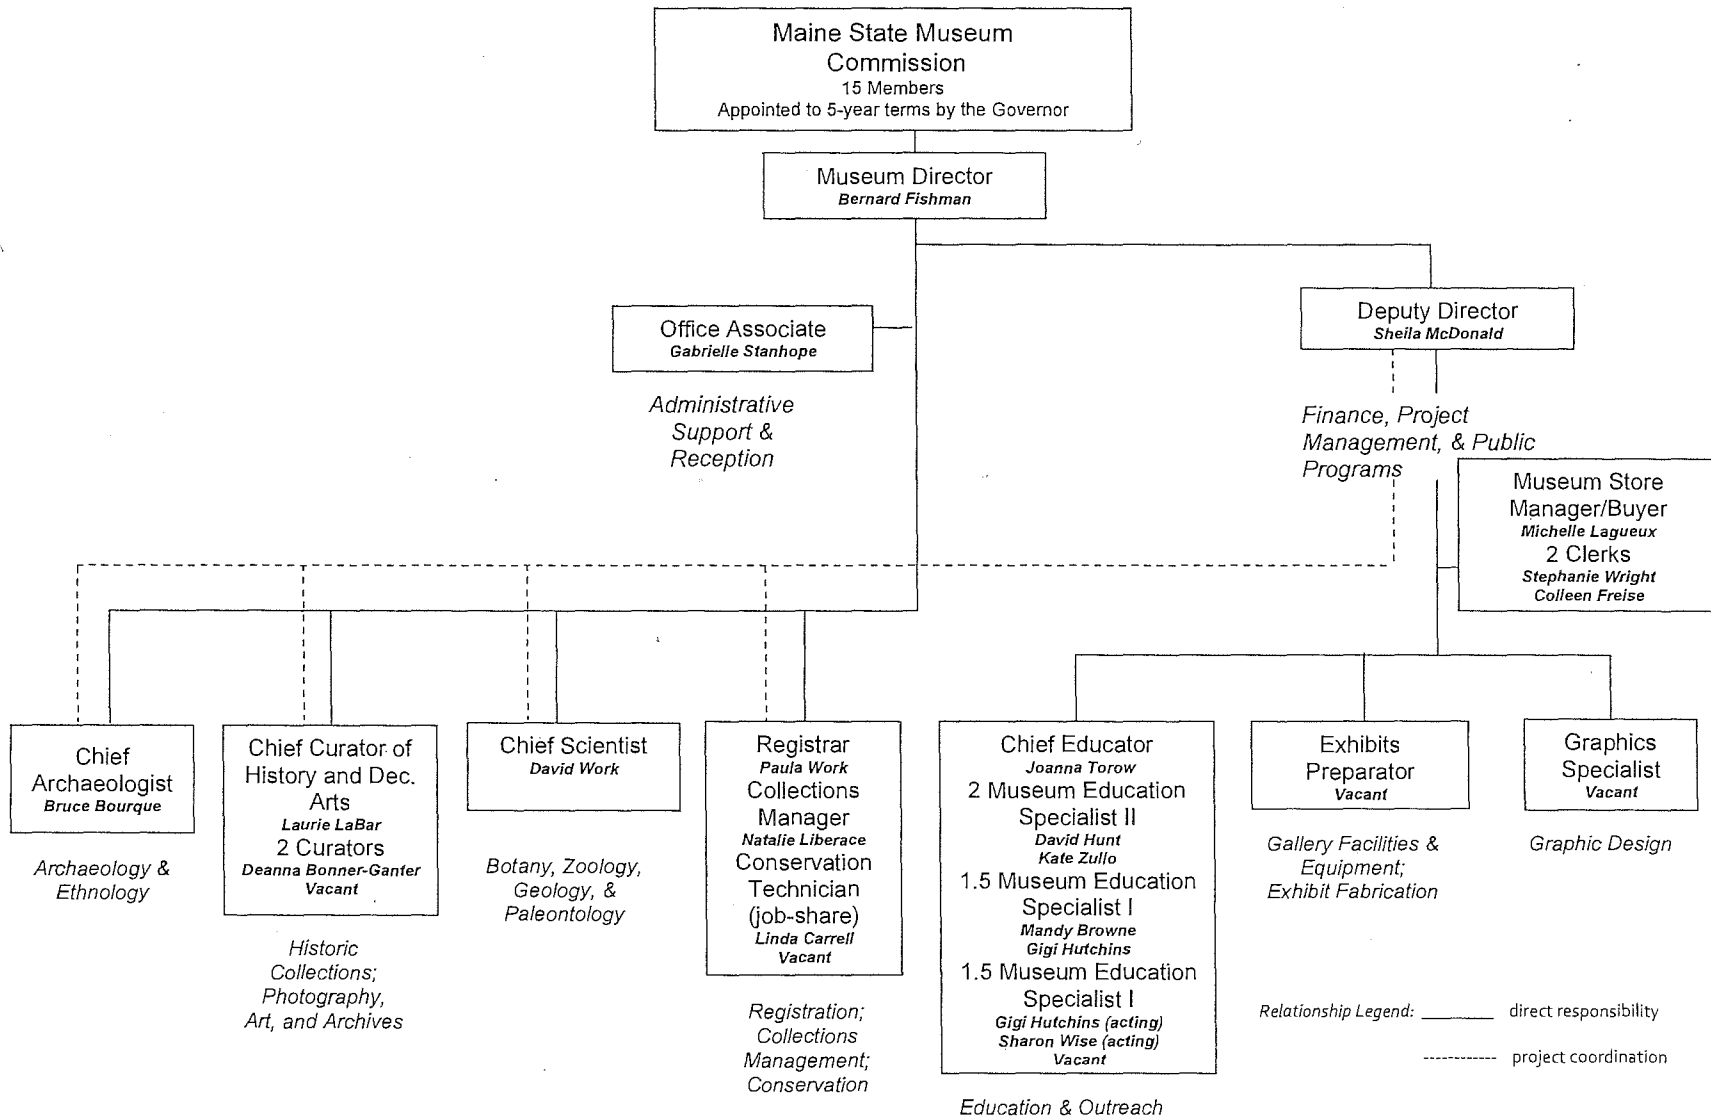 Maine State Museum
Commission
15 Members
Appointed to 5-year terms by the Governor
Museum Director
Bernard Fishman
Office Associate
Gabrielle Stanhope
Administrative
Support &
Reception
Deputy Director
Sheila McDonald
Finance, Project
Management, & Public
Programs
Museum Store
Manager/Buyer
Michelle Lagueux
2 Clerks
Stephanie Wright
Colleen Freise
Chief
Archaeologist
Bruce Bourque
Archaeology &
Ethnology
Chief Curator of
History and Dec.
Arts
Laurie LaBar
2 Curators
Deanna Bonner-Ganter
Vacant
Historic
Collections;
Photography,
Art, and Archives
Chief Scientist
David Work
Botany, Zoology,
Geology, &
Paleontology
Registrar
Paula Work
Collections
Manager
Natalie Liberace
Conservation
Technician
(job-share)
Linda Carrell
Vacant
Registration;
Collections
Management;
Conservation
Chief Educator
Joanna Torow
2 Museum Education
Specialist II
David Hunt
Kate Zullo
1.5 Museum Education
Specialist I
Mandy Browne
Gigi Hutchins
1.5 Museum Education
Specialist I
Gigi Hutchins (acting)
Sharon Wise (acting)
Vacant
Education & Outreach
Exhibits
Preparator
Vacant
Gallery Facilities &
Equipment;
Exhibit Fabrication
Graphics
Specialist
Vacant
Graphic Design
Relationship Legend: direct responsibility
project coordination